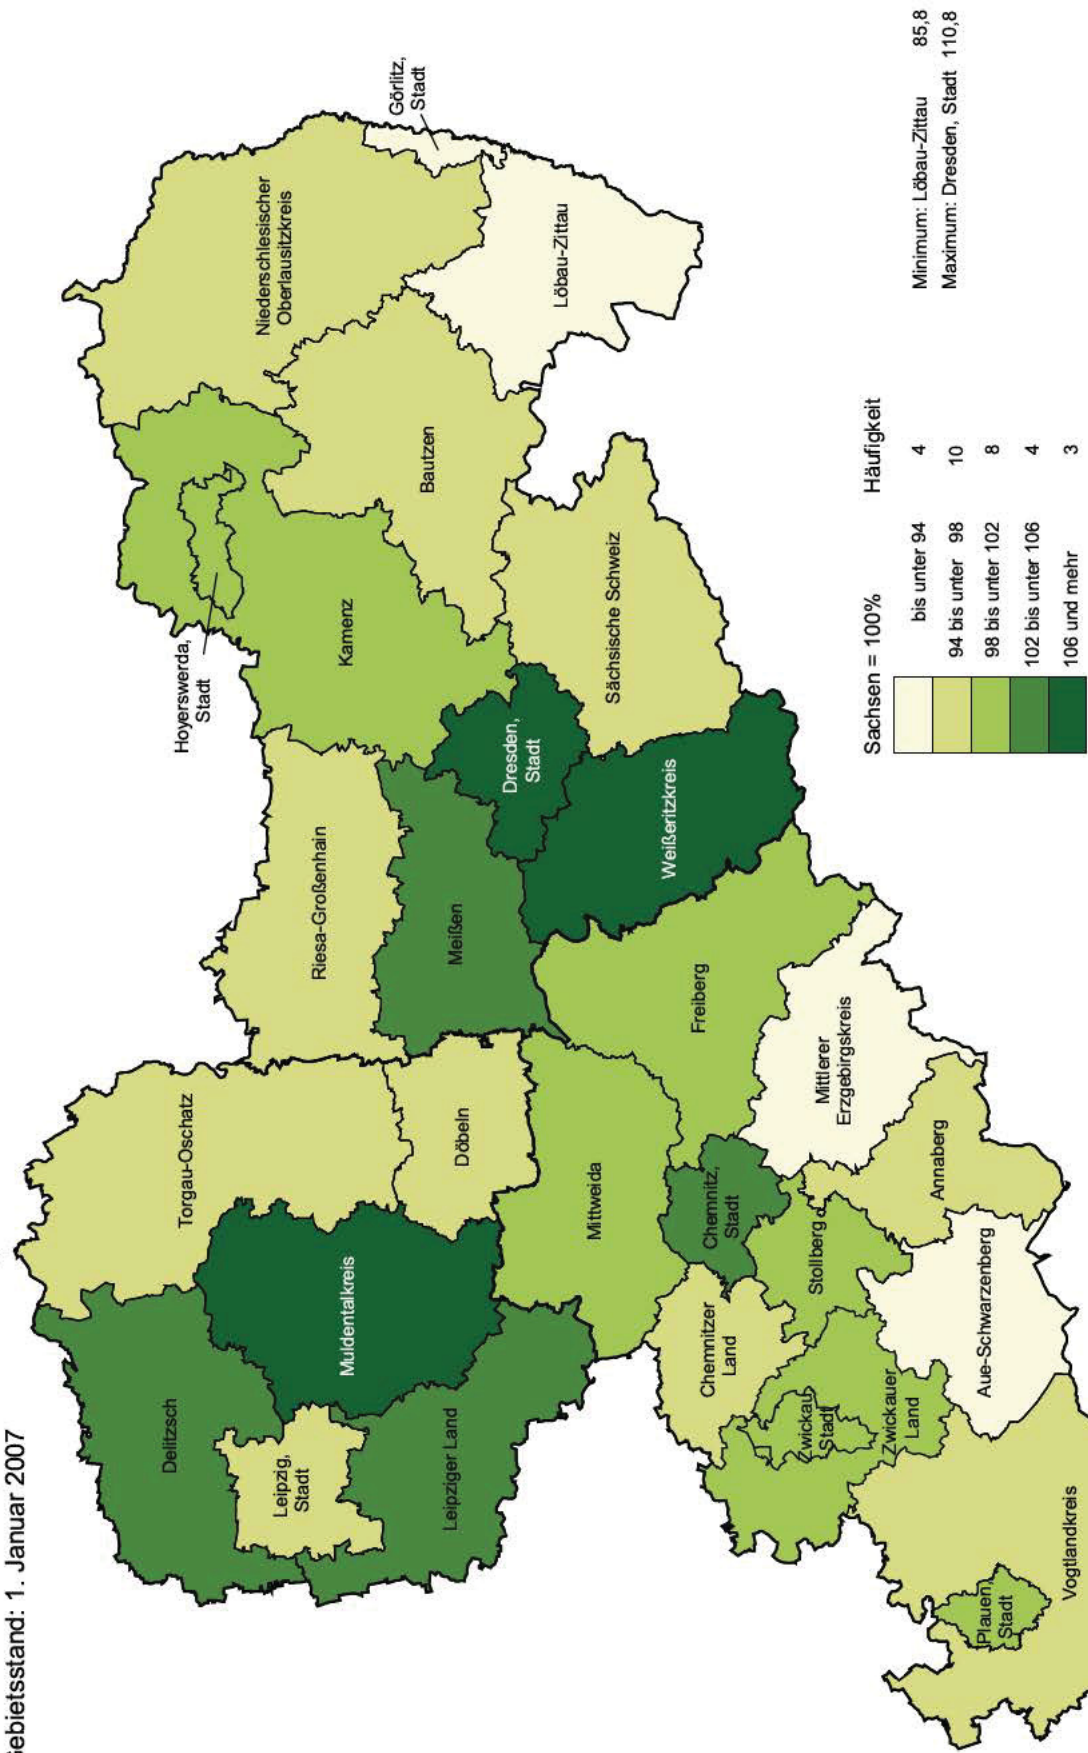 Gebietsstand: 1. Januar 2007
Delitzsch
Torgau-Oschatz
Leipzig,
Stadt
Muldentalkreis
Leipziger Land
Döbeln
Riesa-Großenhain
Meißen
Hoyerswerda,
Stadt
Kamenz
Niederschlesischer
Oberlausitzkreis
Görlitz,
Stadt
Bautzen
Löbau-Zittau
Dresden,
Stadt
Sächsische Schweiz
Weißeritzkreis
Mittweida
Freiberg
Chemnitzer
Land
Chemnitz,
Stadt
Mittlerer
Erzgebirgskreis
Stollberg
Annaberg
Zwickau,
Stadt
Zwickauer
Land
Aue-Schwarzenberg
Plauen,
Stadt
Vogtlandkreis
Sachsen = 100%
Häufigkeit
bis unter 94 4
94 bis unter 98 10
98 bis unter 102 8
102 bis unter 106 4
106 und mehr 3
Minimum: Löbau-Zittau 85,8
Maximum: Dresden, Stadt 110,8